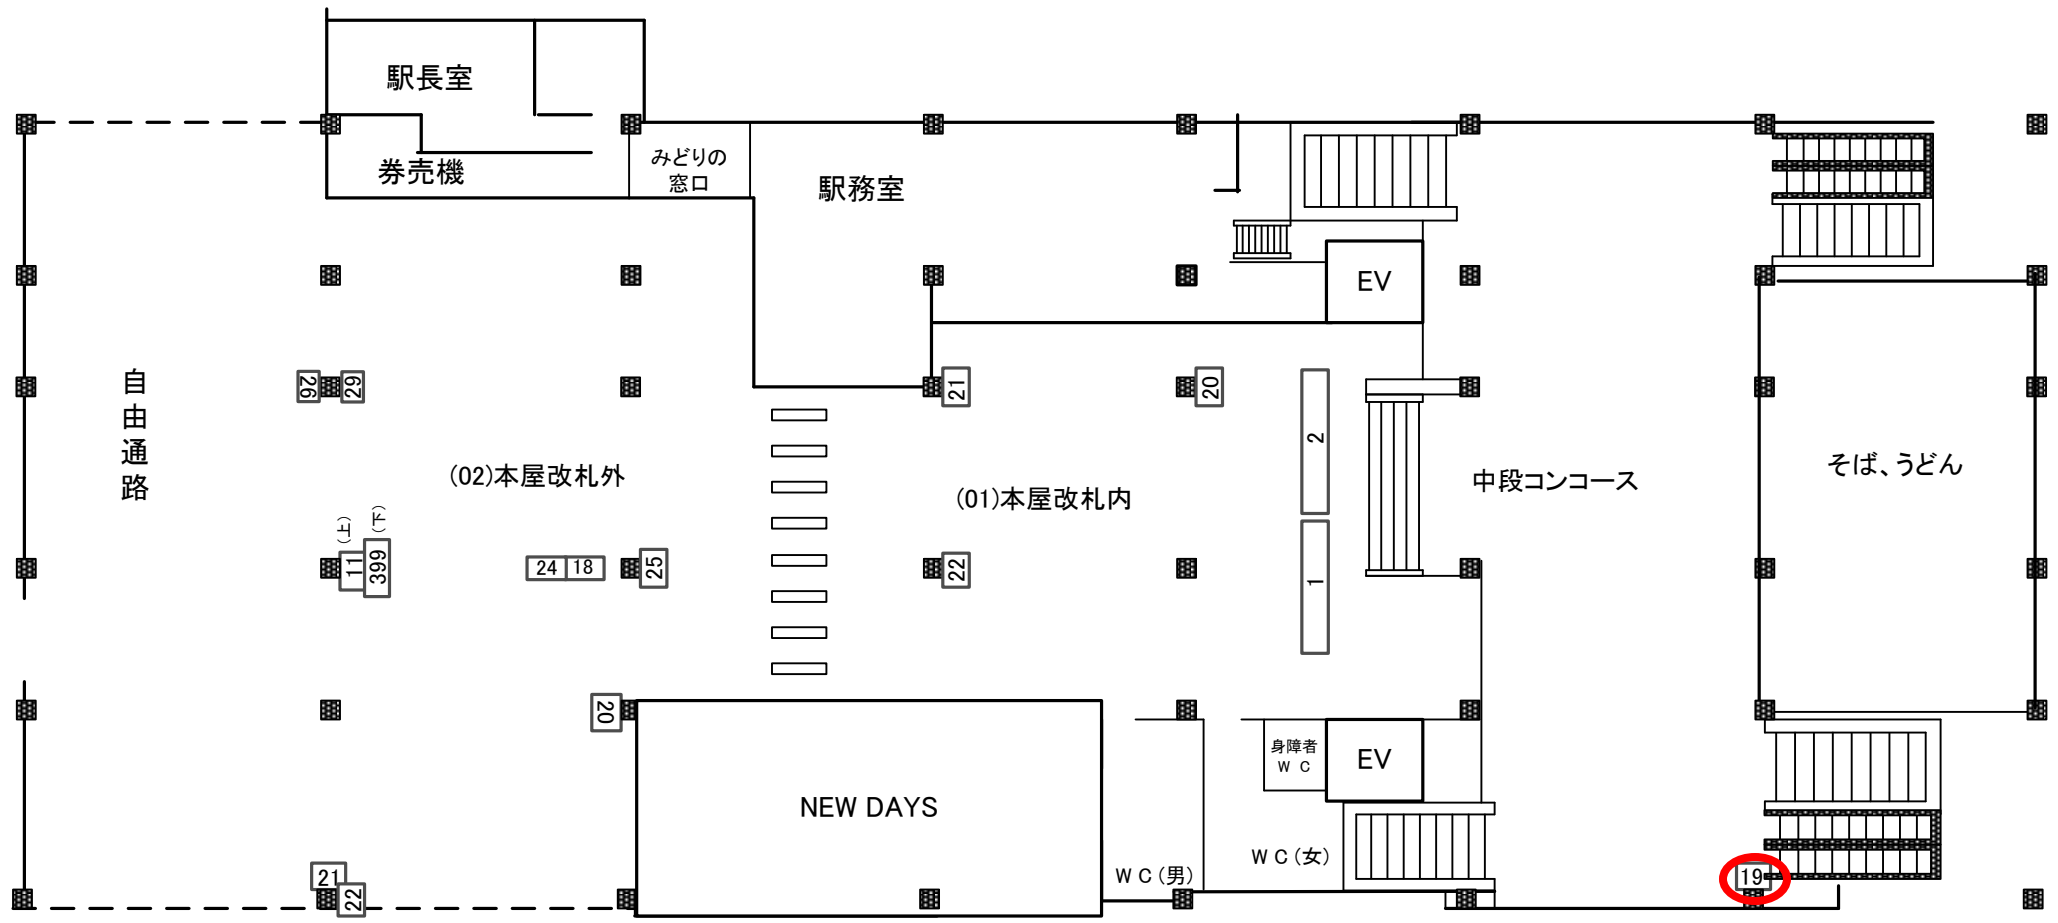 駅長室
券売機
みどりの
窓口
駅務室
EV
自由通路
26
29
21
20
2
(02)本屋改札外
(01)本屋改札内
中段コンコース
そば、うどん
(上)
(下)
11
399
24
18
25
22
1
20
身障者
WC
EV
NEW DAYS
WC(男)
WC(女)
21
22
19